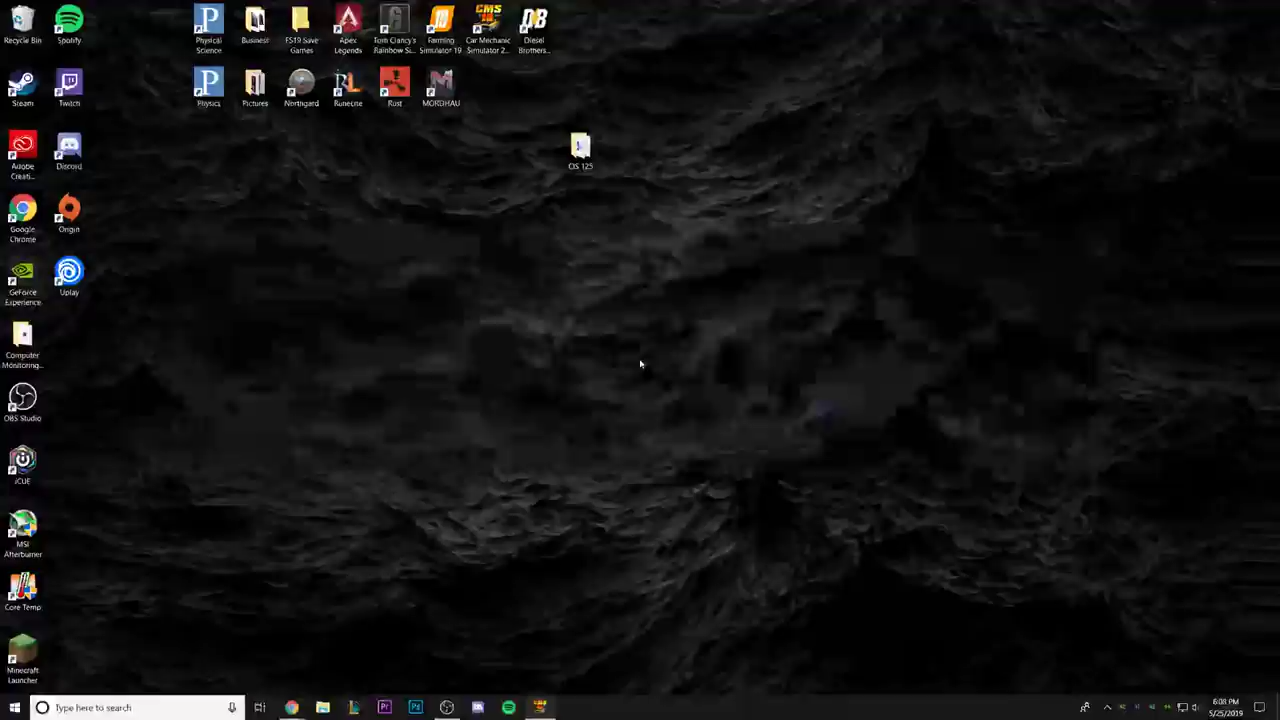 Recycle Bin
Spotify
Physical
Science
Business
FS19 Save
Games
Apex
Legends
Tom Clancy's
Rainbow Si...
Farming
Simulator 19
Car Mechanic
Simulator 2...
Diesel
Brothers...
Steam
Twitch
Physics
Pictures
Northgard
RuneLite
Rust
MORDHAU
Adobe
Creati...
Discord
CIS 125
Google
Chrome
Origin
GeForce
Experience
Uplay
Computer
Monitoring...
OBS Studio
iCUE
MSI
Afterburner
Core Temp
Minecraft
Launcher
Type here to search
6:08 PM
5/25/2019